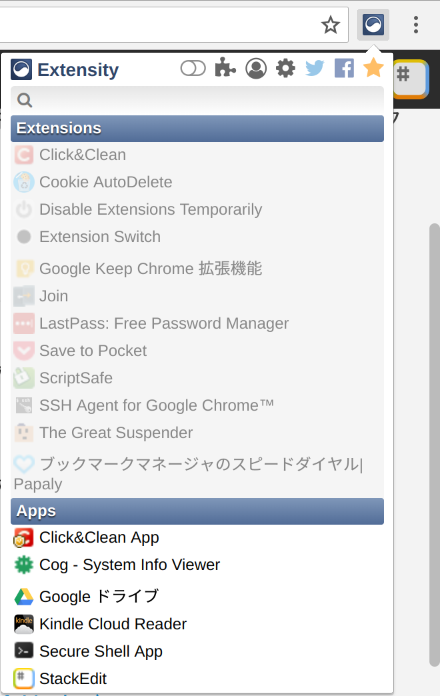 Extensity
Extensions
Click&Clean
Cookie AutoDelete
Disable Extensions Temporarily
Extension Switch
Google Keep Chrome 拡張機能
Join
LastPass: Free Password Manager
Save to Pocket
ScriptSafe
SSH Agent for Google Chrome™
The Great Suspender
ブックマークマネージャのスピードダイヤル|
Papaly
Apps
Click&Clean App
Cog - System Info Viewer
Google ドライブ
Kindle Cloud Reader
Secure Shell App
StackEdit